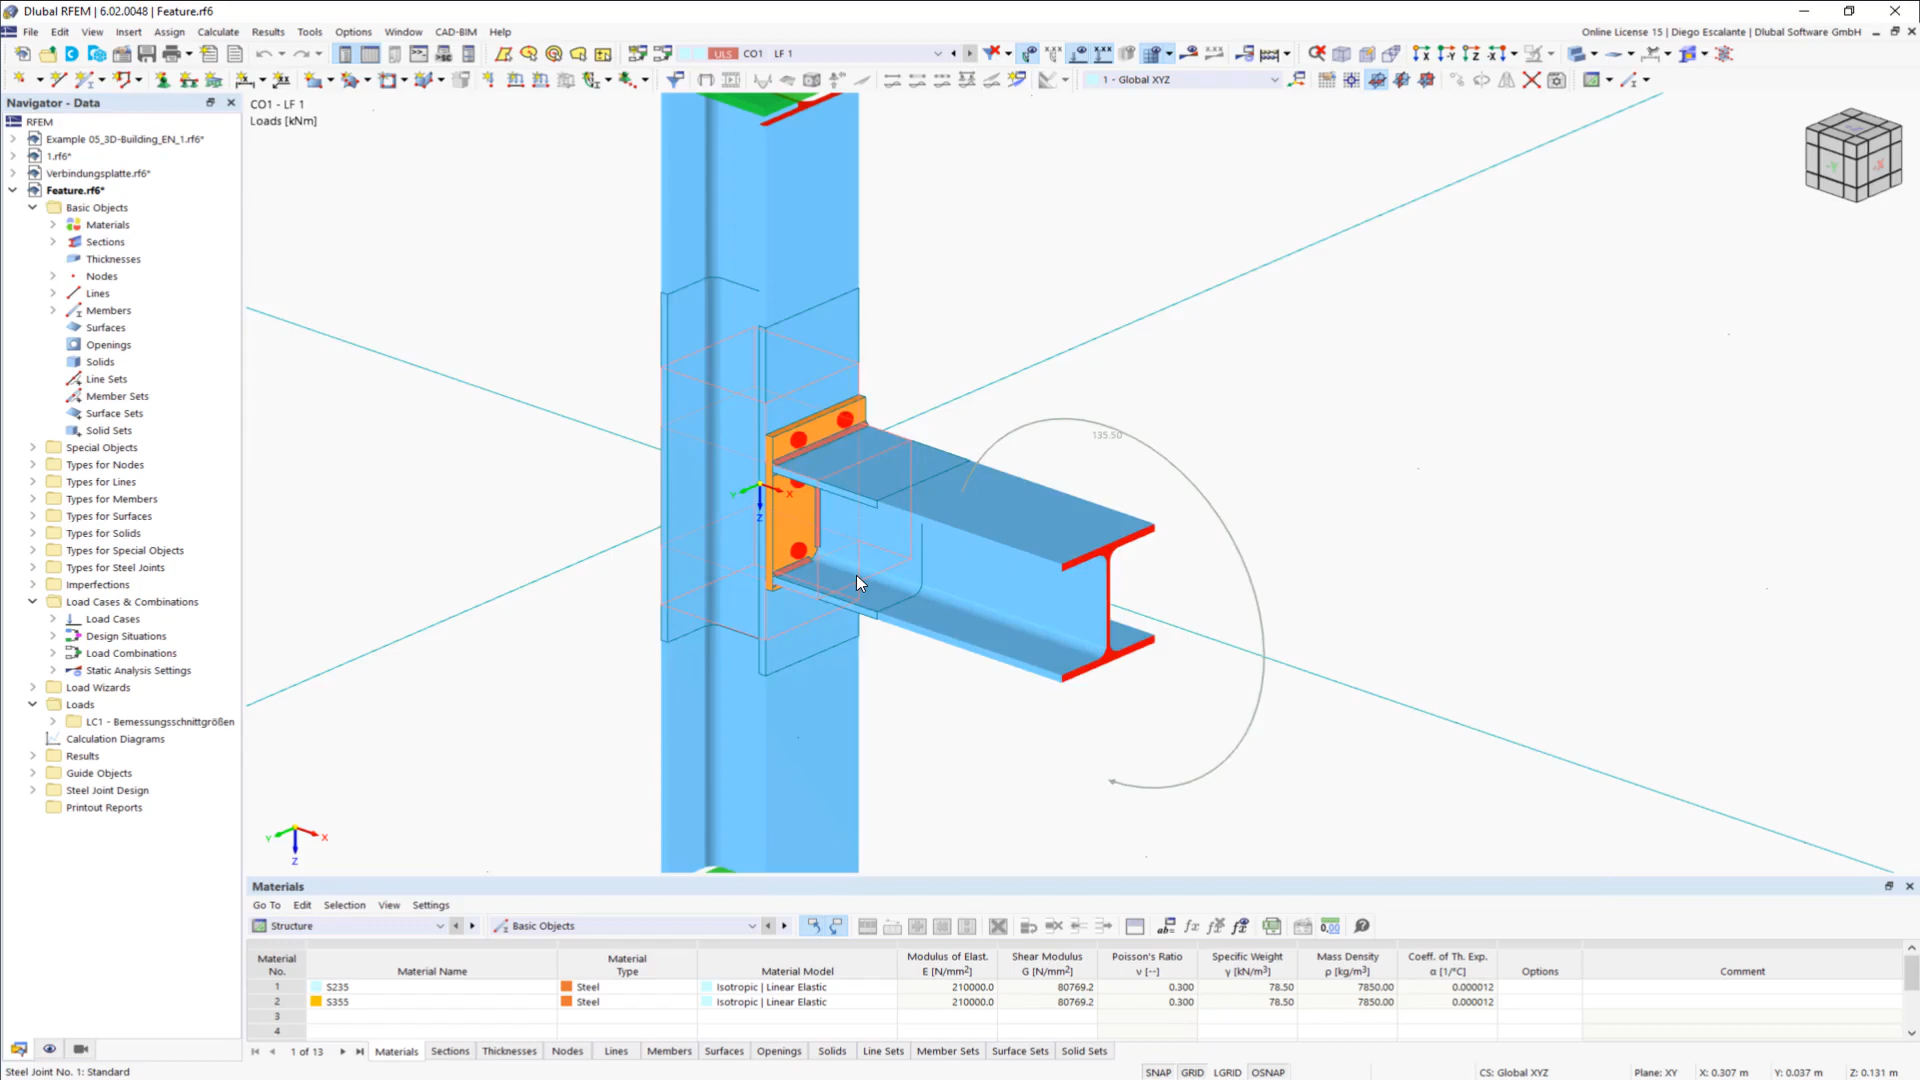 Dlubal RFEM | 6.02.0048 | Feature.rf6
File Edit View Insert Assign Calculate Results Tools Options Window CAD-BIM Help
Online License 15 | Diego Escalante | Dlubal Software GmbH
ULS CO1 LF 1
1 - Global XYZ
Navigator - Data
RFEM
Example 05_3D-Building_EN_1.rf6*
1.rf6*
Verbindungsplatte.rf6*
Feature.rf6*
Basic Objects
Materials
Sections
Thicknesses
Nodes
Lines
Members
Surfaces
Openings
Solids
Line Sets
Member Sets
Surface Sets
Solid Sets
Special Objects
Types for Nodes
Types for Lines
Types for Members
Types for Surfaces
Types for Solids
Types for Special Objects
Types for Steel Joints
Imperfections
Load Cases & Combinations
Load Cases
Design Situations
Load Combinations
Static Analysis Settings
Load Wizards
Loads
LC1 - Bemessungsschnittgrößen
Calculation Diagrams
Results
Guide Objects
Steel Joint Design
Printout Reports
CO1 - LF 1
Loads [kNm]
135.50
Y X
Z
Y X
Z
Materials
Go To Edit Selection View Settings
Structure
Basic Objects
Material No. Material Name Material Type Material Model Modulus of Elast. E [N/mm²] Shear Modulus G [N/mm²] Poisson's Ratio ν [--] Specific Weight γ [kN/m³] Mass Density ρ [kg/m³] Coeff. of Th. Exp. α [1/°C] Options Comment
1 S235 Steel Isotropic | Linear Elastic 210000.0 80769.2 0.300 78.50 7850.00 0.000012
2 S355 Steel Isotropic | Linear Elastic 210000.0 80769.2 0.300 78.50 7850.00 0.000012
3
4
1 of 13 Materials Sections Thicknesses Nodes Lines Members Surfaces Openings Solids Line Sets Member Sets Surface Sets Solid Sets
Steel Joint No. 1: Standard
SNAP GRID LGRID OSNAP
CS: Global XYZ
Plane: XY
X: 0.307 m Y: 0.037 m Z: 0.131 m